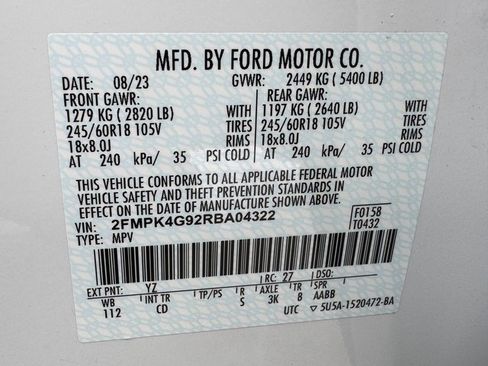 MFD. BY FORD MOTOR CO.
DATE: 08/23 GVWR: 2449 KG ( 5400 LB)
FRONT GAWR: REAR GAWR:
1279 KG ( 2820 LB) WITH 1197 KG ( 2640 LB) WITH
245/60R18 105V TIRES 245/60R18 105V TIRES
18x8.0J RIMS 18x8.0J RIMS
AT 240 kPa/ 35 PSI COLD AT 240 kPa/ 35 PSI COLD
THIS VEHICLE CONFORMS TO ALL APPLICABLE FEDERAL MOTOR
VEHICLE SAFETY AND THEFT PREVENTION STANDARDS IN
EFFECT ON THE DATE OF MANUFACTURE SHOWN ABOVE.
VIN: 2FMPK4G92RBA04322 F0158
TYPE: MPV T0432
EXT PNT: YZ RC: 27 DSO:
WB INT TR TP/PS R AXLE TR SPR
112 CD S 3K 8 AABB
UTC ▽ 5U5A-1520472-BA